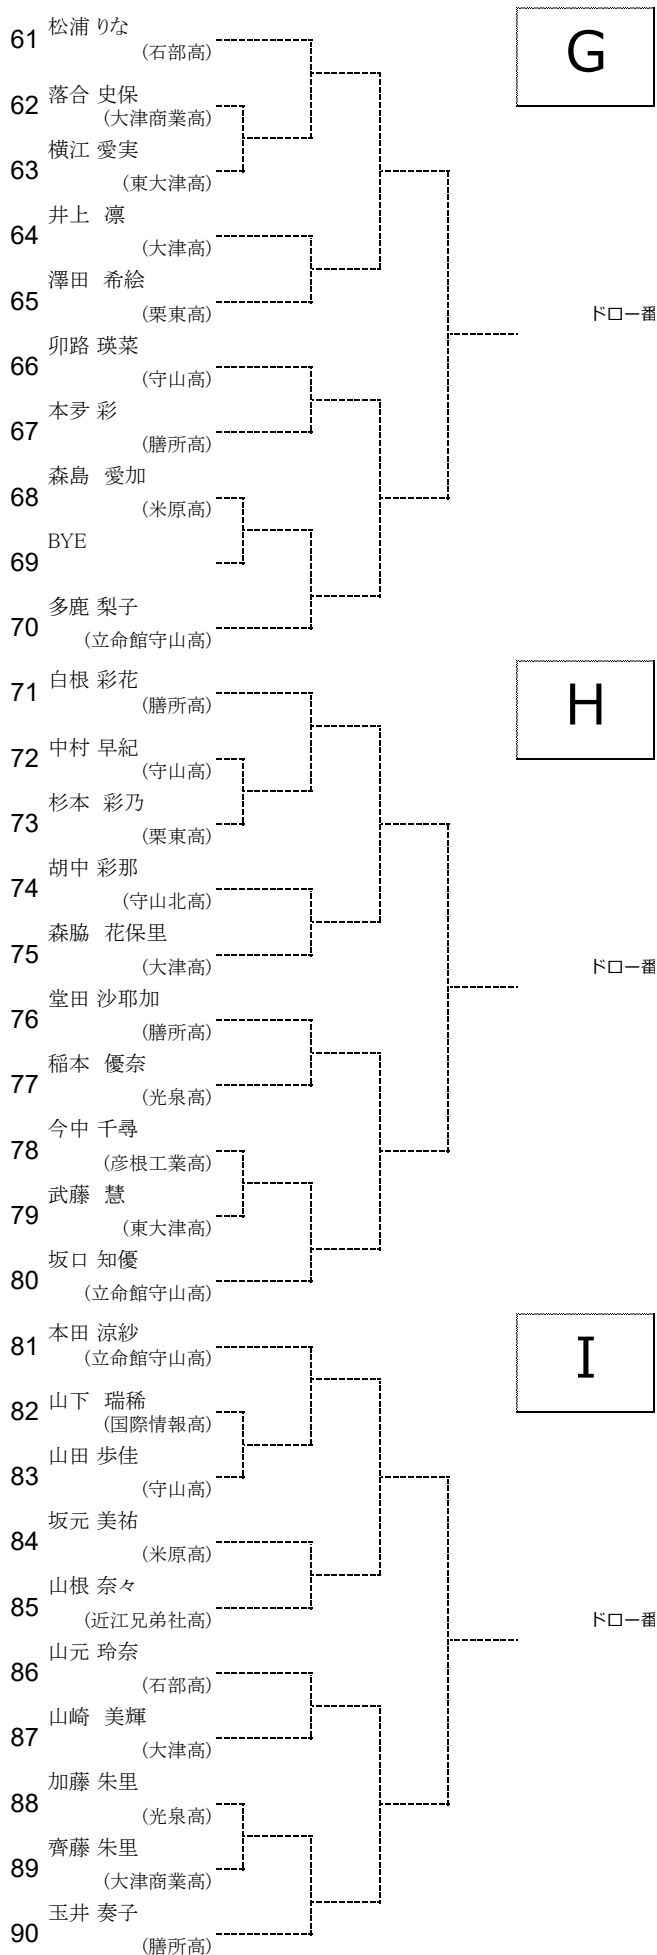 61 松浦 りな
(石部高)
G
62 落合 史保
(大津商業高)
63 横江 愛実
(東大津高)
64 井上 凛
(大津高)
65 澤田 希絵
(栗東高)
ドロー番
66 卯路 瑛菜
(守山高)
67 本夛 彩
(膳所高)
68 森島 愛加
(米原高)
69 BYE
70 多鹿 梨子
(立命館守山高)
71 白根 彩花
(膳所高)
H
72 中村 早紀
(守山高)
73 杉本 彩乃
(栗東高)
74 胡中 彩那
(守山北高)
75 森脇 花保里
(大津高)
ドロー番
76 堂田 沙耶加
(膳所高)
77 稲本 優奈
(光泉高)
78 今中 千尋
(彦根工業高)
79 武藤 慧
(東大津高)
80 坂口 知優
(立命館守山高)
81 本田 涼紗
(立命館守山高)
I
82 山下 瑞稀
(国際情報高)
83 山田 歩佳
(守山高)
84 坂元 美祐
(米原高)
85 山根 奈々
(近江兄弟社高)
ドロー番
86 山元 玲奈
(石部高)
87 山崎 美輝
(大津高)
88 加藤 朱里
(光泉高)
89 齊藤 朱里
(大津商業高)
90 玉井 奏子
(膳所高)